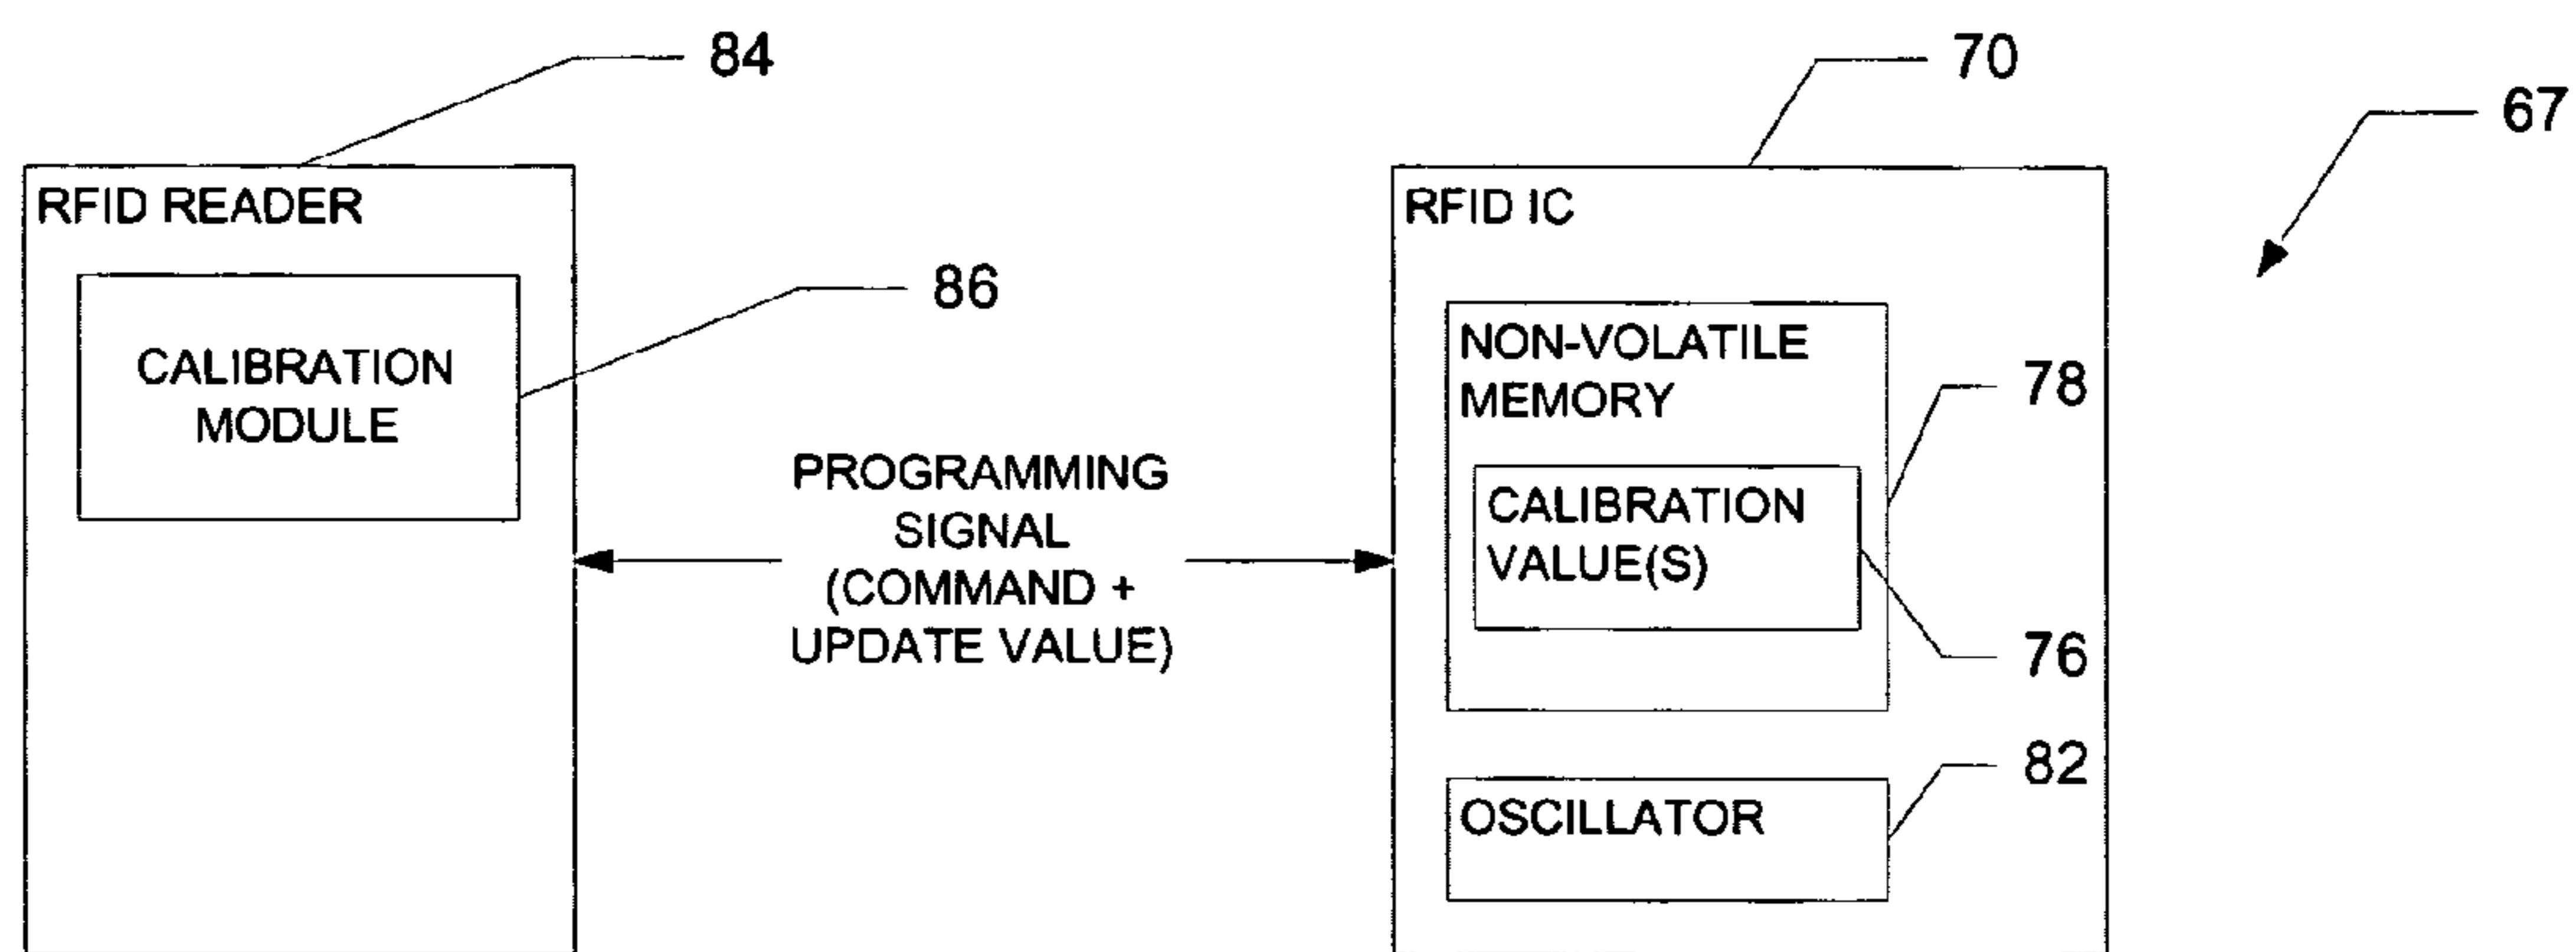 84
70
67
RFID READER
RFID IC
86
CALIBRATION
MODULE
NON-VOLATILE
MEMORY
78
PROGRAMMING
SIGNAL
(COMMAND +
UPDATE VALUE)
CALIBRATION
VALUE(S)
76
82
OSCILLATOR